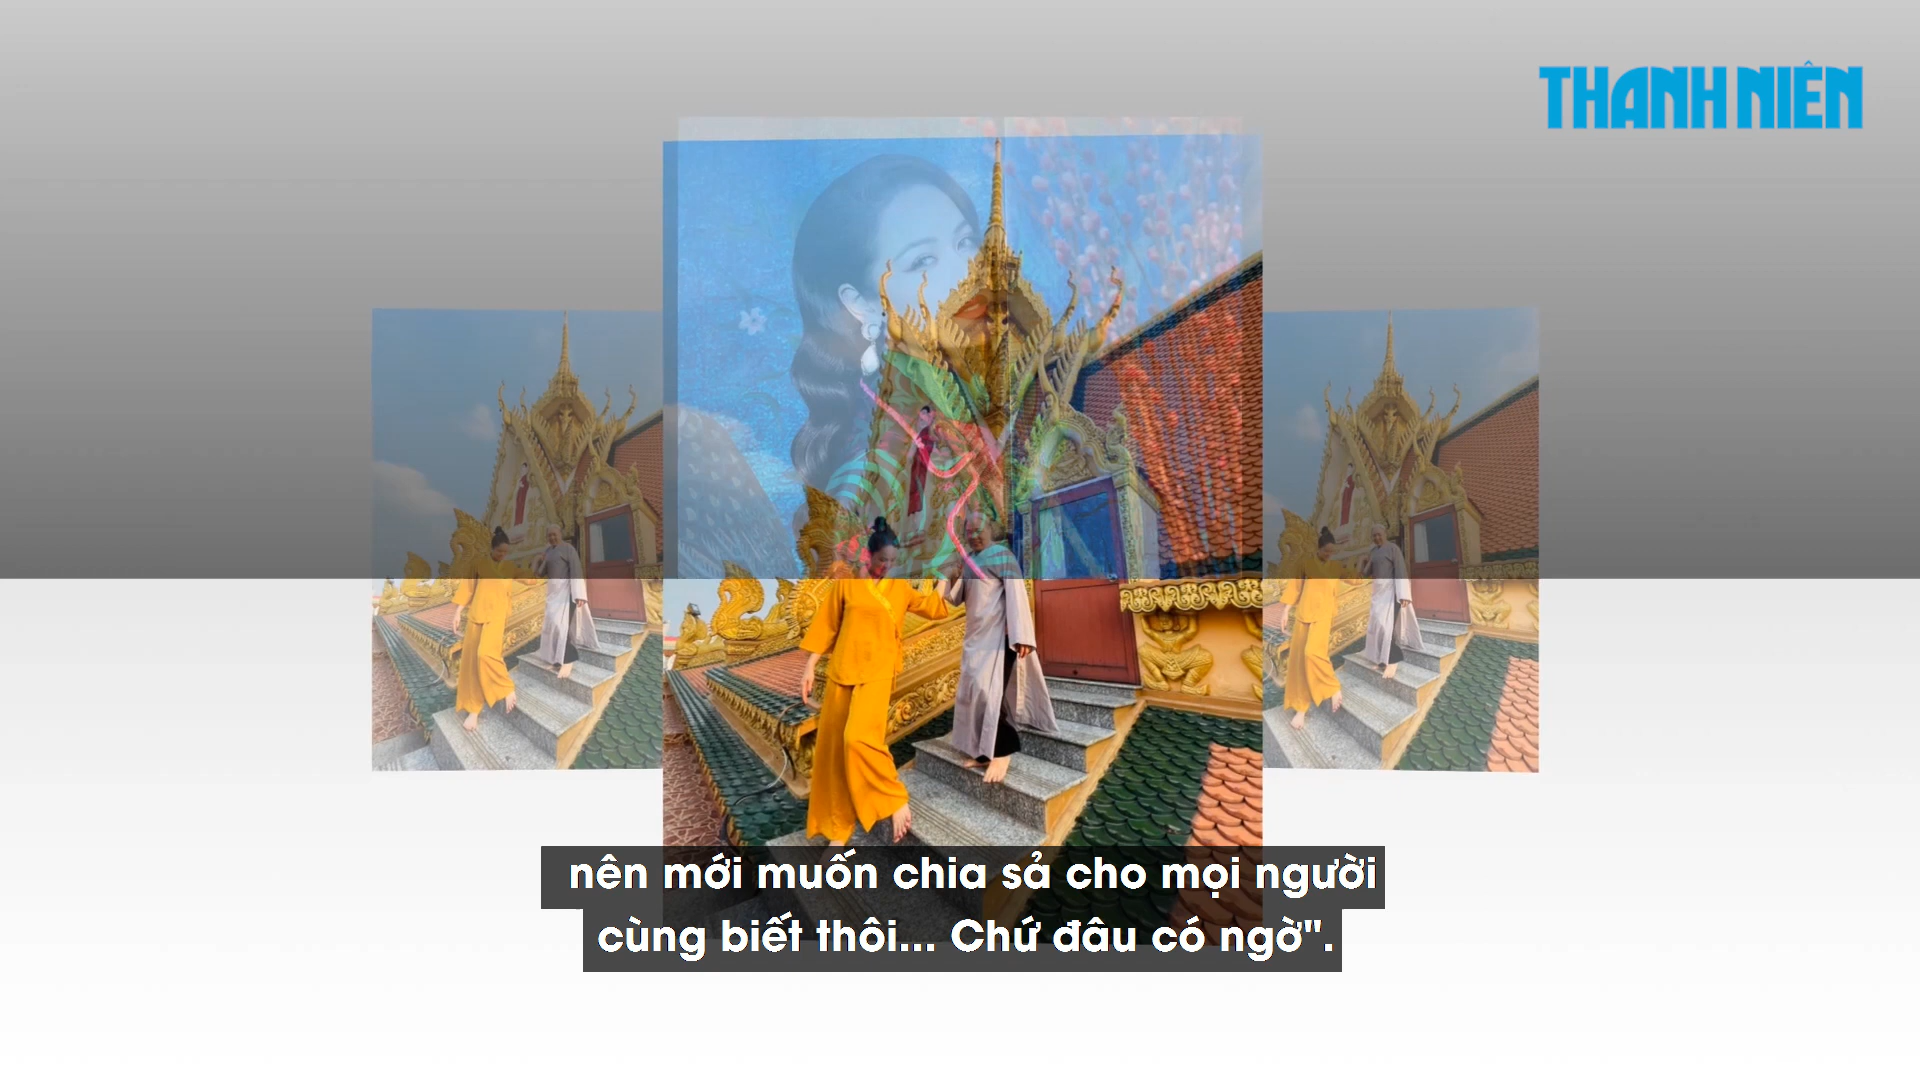 THANH NIÊN
nên mới muốn chia sả cho mọi người
cùng biết thôi... Chứ đâu có ngờ".